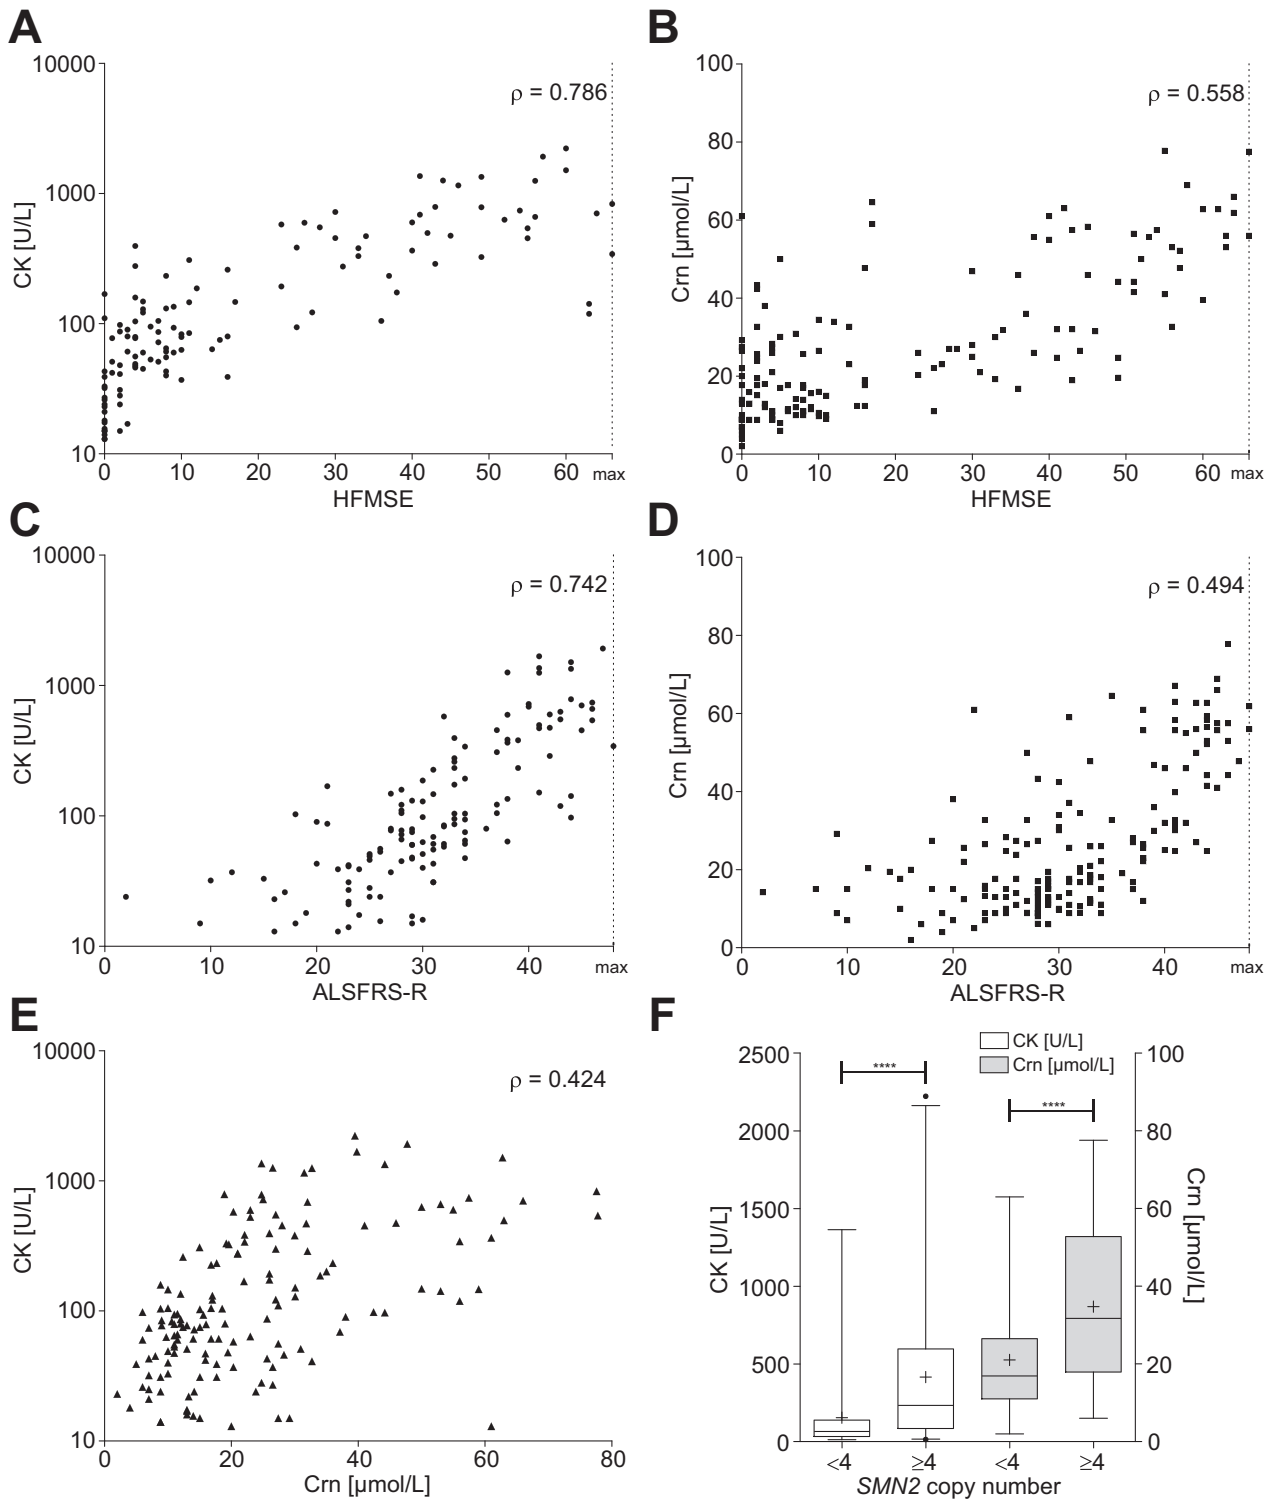 A
10000
1000
100
10
CK [U/L]
ρ = 0.786
0 10 20 30 40 50 60 max
HFMSE
B
100
80
60
40
20
0
Crn [µmol/L]
ρ = 0.558
0 10 20 30 40 50 60 max
HFMSE
C
10000
1000
100
10
CK [U/L]
ρ = 0.742
0 10 20 30 40 max
ALSFRS-R
D
100
80
60
40
20
0
Crn [µmol/L]
ρ = 0.494
0 10 20 30 40 max
ALSFRS-R
E
10000
1000
100
10
CK [U/L]
ρ = 0.424
0 20 40 60 80
Crn [µmol/L]
F
CK [U/L]
Crn [µmol/L]
2500
2000
1500
1000
500
0
CK [U/L]
****
****
100
80
60
40
20
0
Crn [µmol/L]
<4 ≥4 <4 ≥4
SMN2 copy number